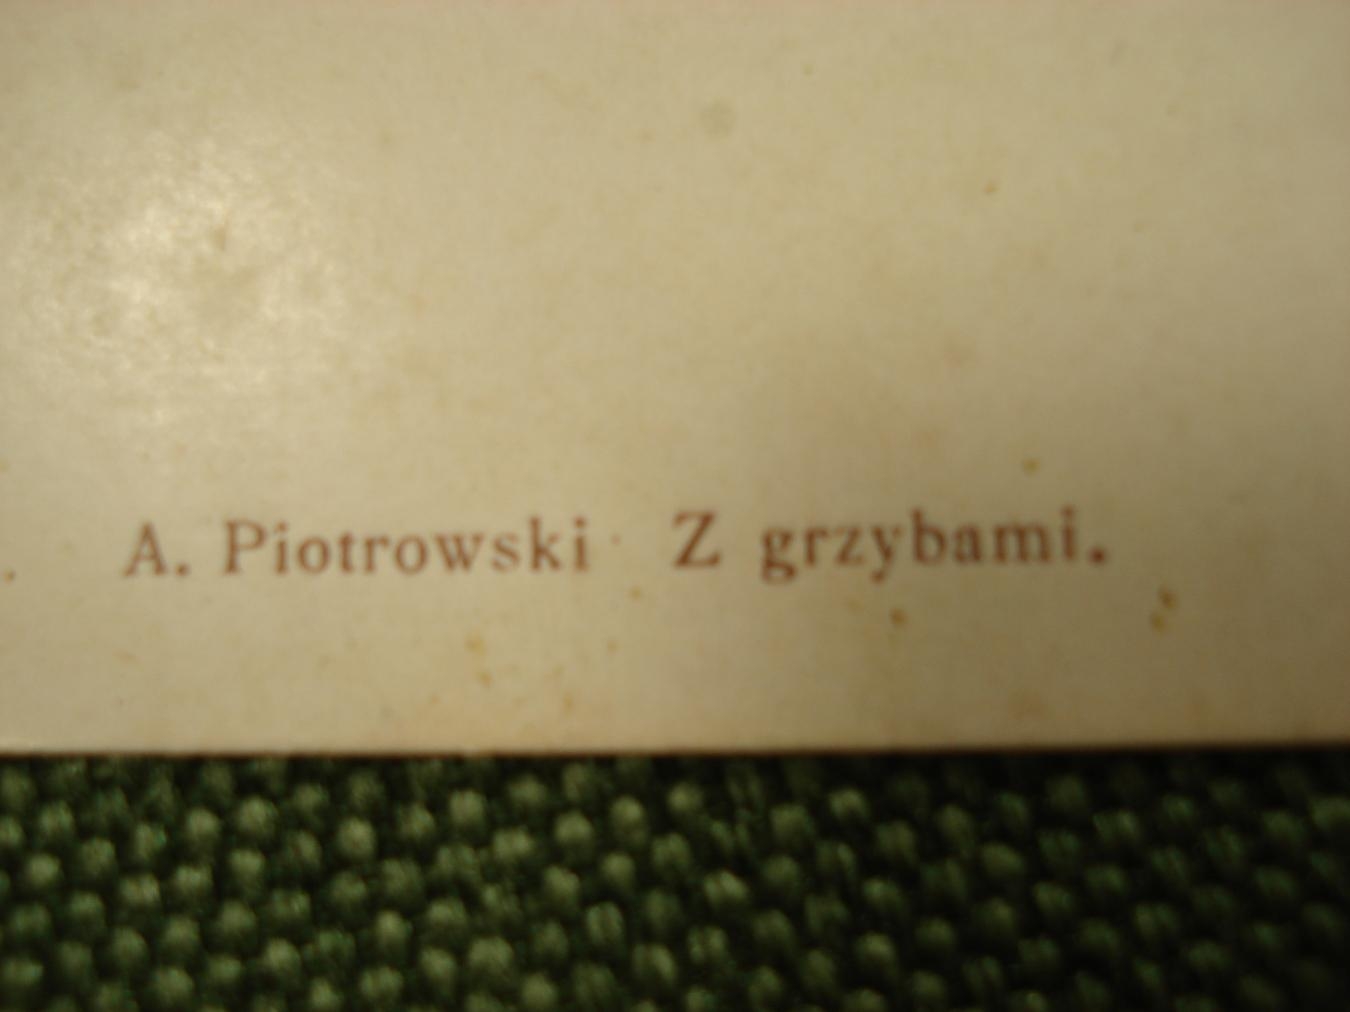 A. Piotrowski · Z grzybami.